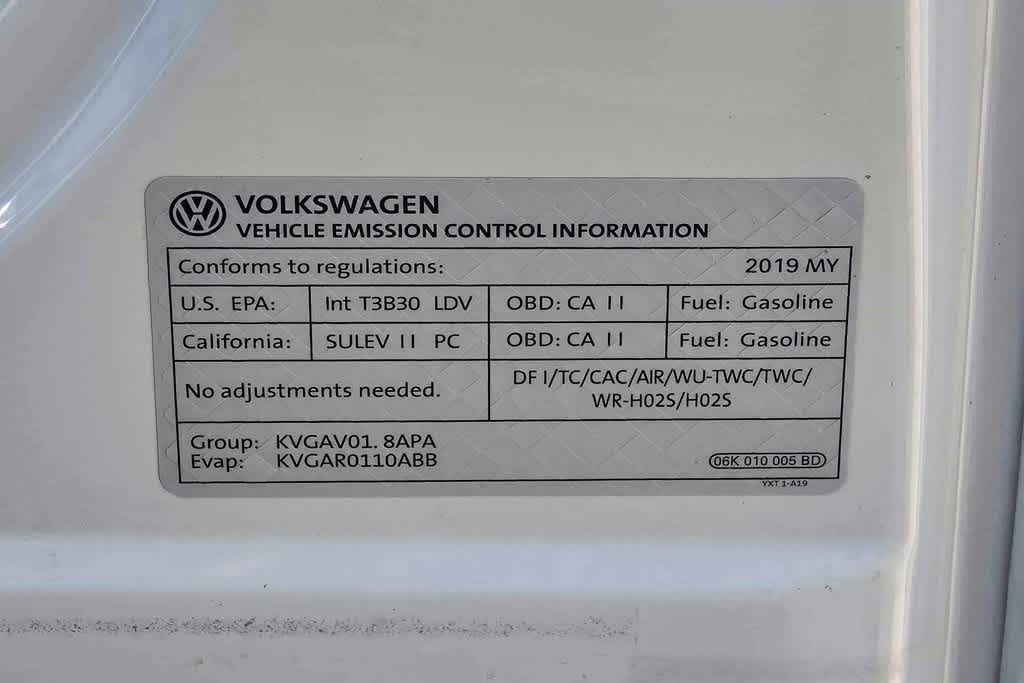 VOLKSWAGEN
VEHICLE EMISSION CONTROL INFORMATION
Conforms to regulations: 2019 MY
U.S. EPA: Int T3B30 LDV OBD: CA II Fuel: Gasoline
California: SULEV II PC OBD: CA II Fuel: Gasoline
No adjustments needed.
DF I/TC/CAC/AIR/WU-TWC/TWC/
WR-H02S/H02S
Group: KVGAV01. 8APA
Evap: KVGAR0110ABB
06K 010 005 BD
YXT 1-A19